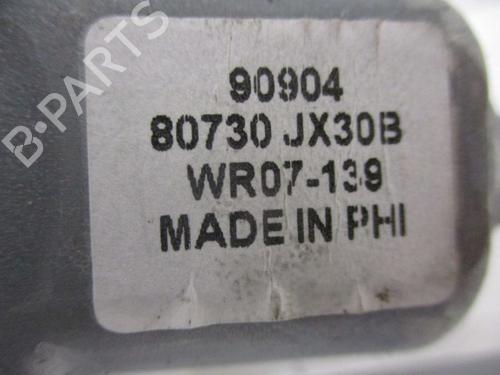 B-PARTS
90904
80730 JX30B
WR07-139
MADE IN PHI